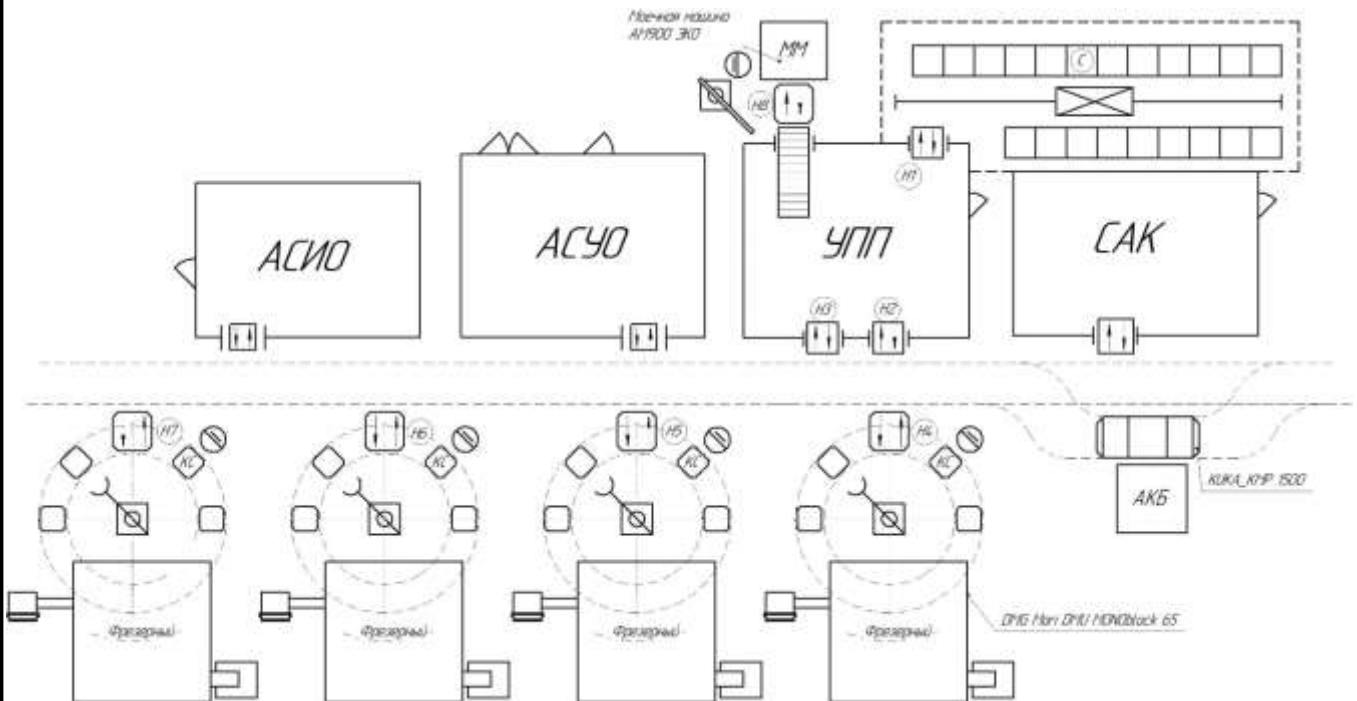 Моечная машина
АМ900 ЭКО
ММ
С
Н8
Н1
АСИО
АСУО
УПП
САК
Н3
Н2
Н7
Н6
Н5
Н4
КС
КС
КС
КС
KUKA_KMP 1500
АКБ
Фрезерный
Фрезерный
Фрезерный
Фрезерный
DMG Mori DMU MONOblock 65